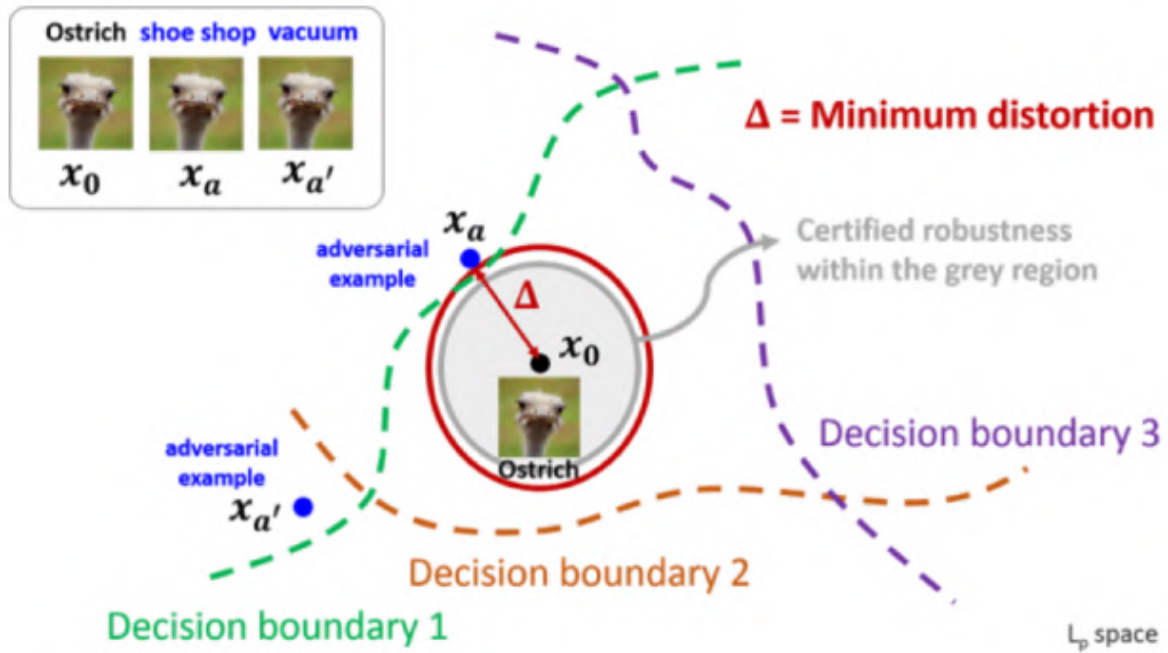 Ostrich shoe shop vacuum
x₀ xₐ xₐ′
Δ = Minimum distortion
xₐ
adversarial
example
Certified robustness
within the grey region
Δ
x₀
Ostrich
Decision boundary 3
adversarial
example
xₐ′
Decision boundary 2
Decision boundary 1
Lₚ space